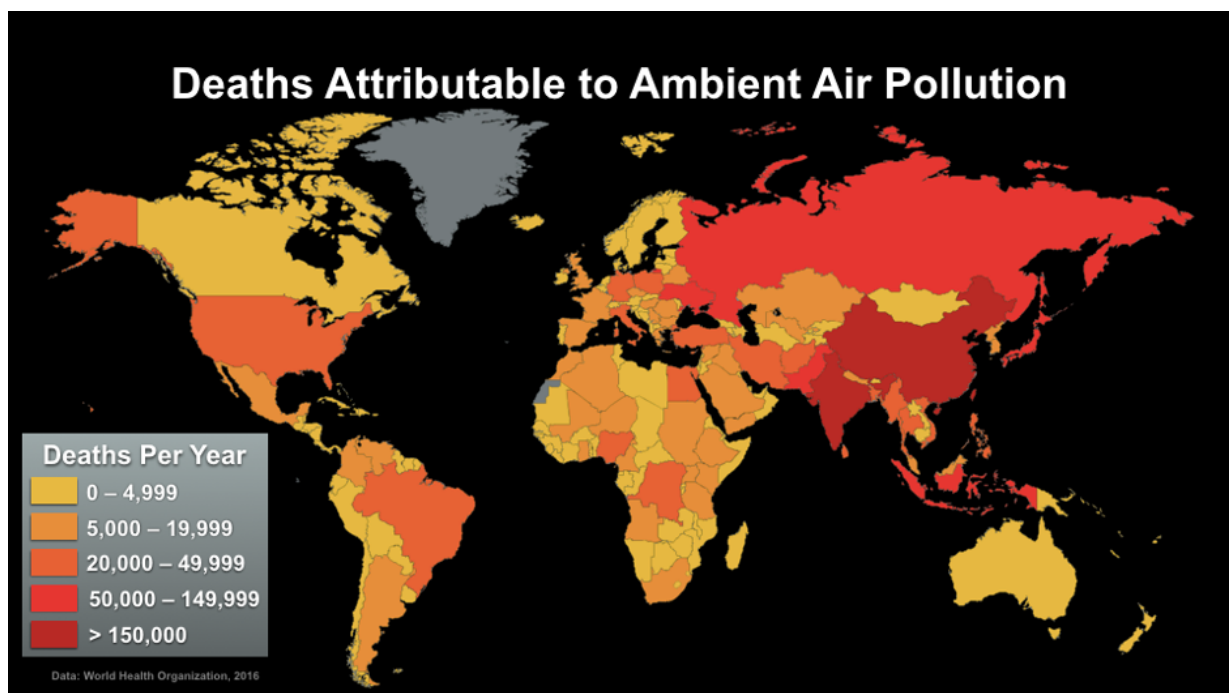 Deaths Attributable to Ambient Air Pollution
Deaths Per Year
0 – 4,999
5,000 – 19,999
20,000 – 49,999
50,000 – 149,999
> 150,000
Data: World Health Organization, 2016